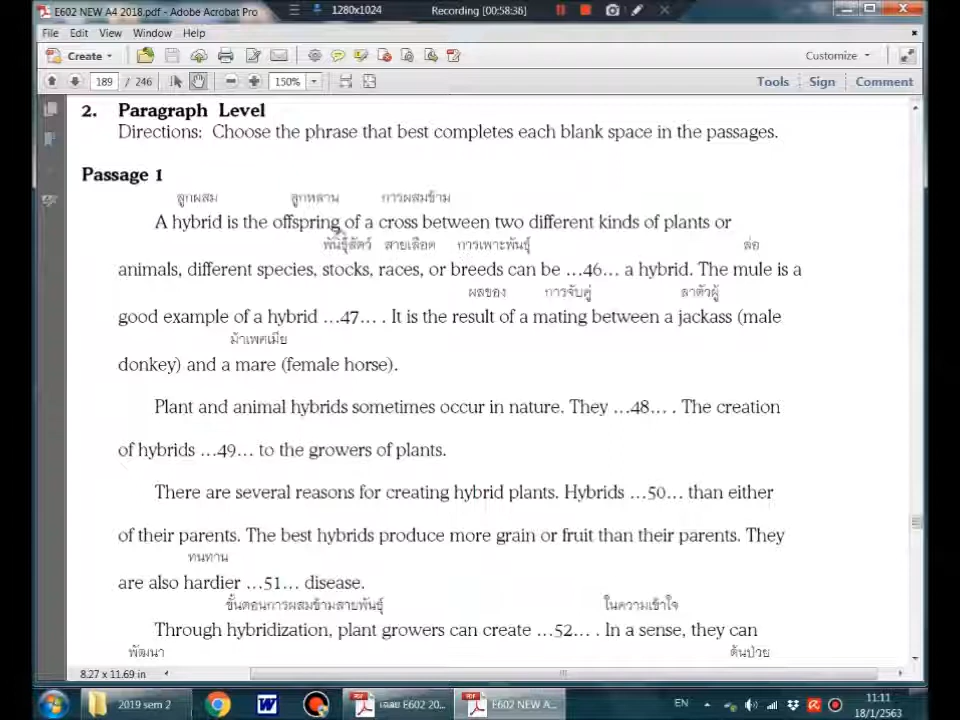 E602 NEW A4 2018.pdf - Adobe Acrobat Pro
1280x1024
Recording [00:58:38]
File Edit View Window Help
Create
Customize
189 / 246
150%
Tools Sign Comment
2. Paragraph Level
Directions: Choose the phrase that best completes each blank space in the passages.
Passage 1
ลูกผสม ลูกหลาน การผสมข้าม
A hybrid is the offspring of a cross between two different kinds of plants or
พันธุ์สัตว์ สายเลือด การเพาะพันธุ์ ล่อ
animals, different species, stocks, races, or breeds can be ...46... a hybrid. The mule is a
ผลของ การจับคู่ ลาตัวผู้
good example of a hybrid ...47... . It is the result of a mating between a jackass (male
ม้าเพศเมีย
donkey) and a mare (female horse).
Plant and animal hybrids sometimes occur in nature. They ...48... . The creation
of hybrids ...49... to the growers of plants.
There are several reasons for creating hybrid plants. Hybrids ...50... than either
of their parents. The best hybrids produce more grain or fruit than their parents. They
ทนทาน
are also hardier ...51... disease.
ขั้นตอนการผสมข้ามสายพันธุ์ ในความเข้าใจ
Through hybridization, plant growers can create ...52... . In a sense, they can
พัฒนา ต้นป่วย
8.27 x 11.69 in
2019 sem 2
เฉลย E602 20...
E602 NEW A...
EN
11:11
18/1/2563